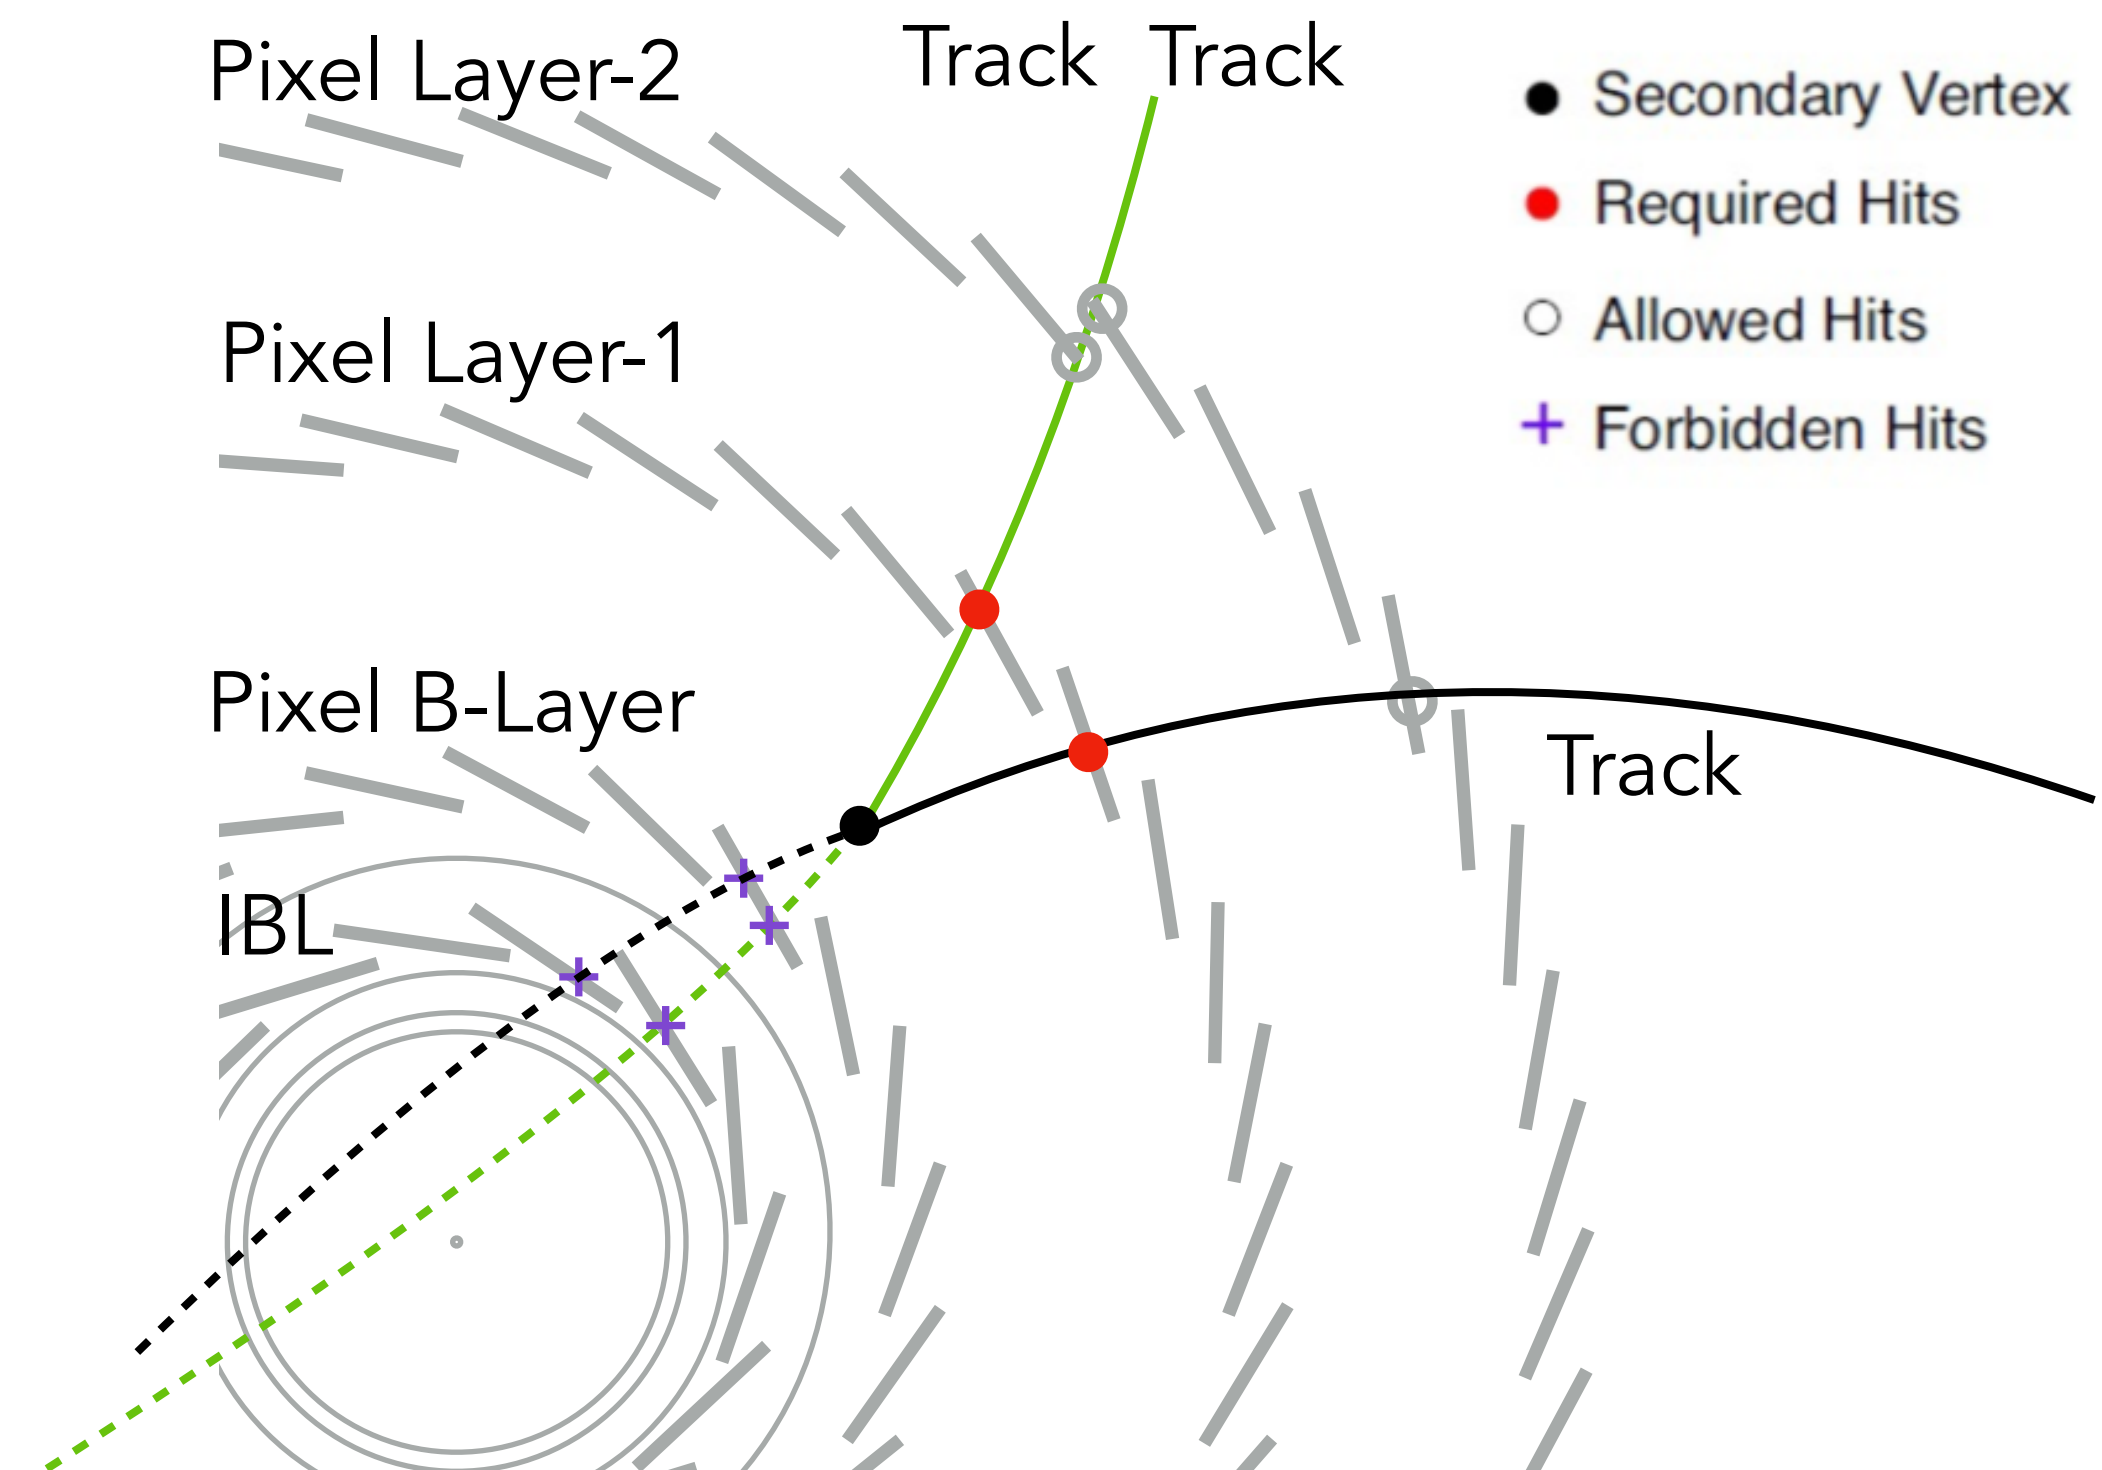 Pixel Layer-2
Track Track
Secondary Vertex
Required Hits
Allowed Hits
Forbidden Hits
Pixel Layer-1
Pixel B-Layer
Track
IBL